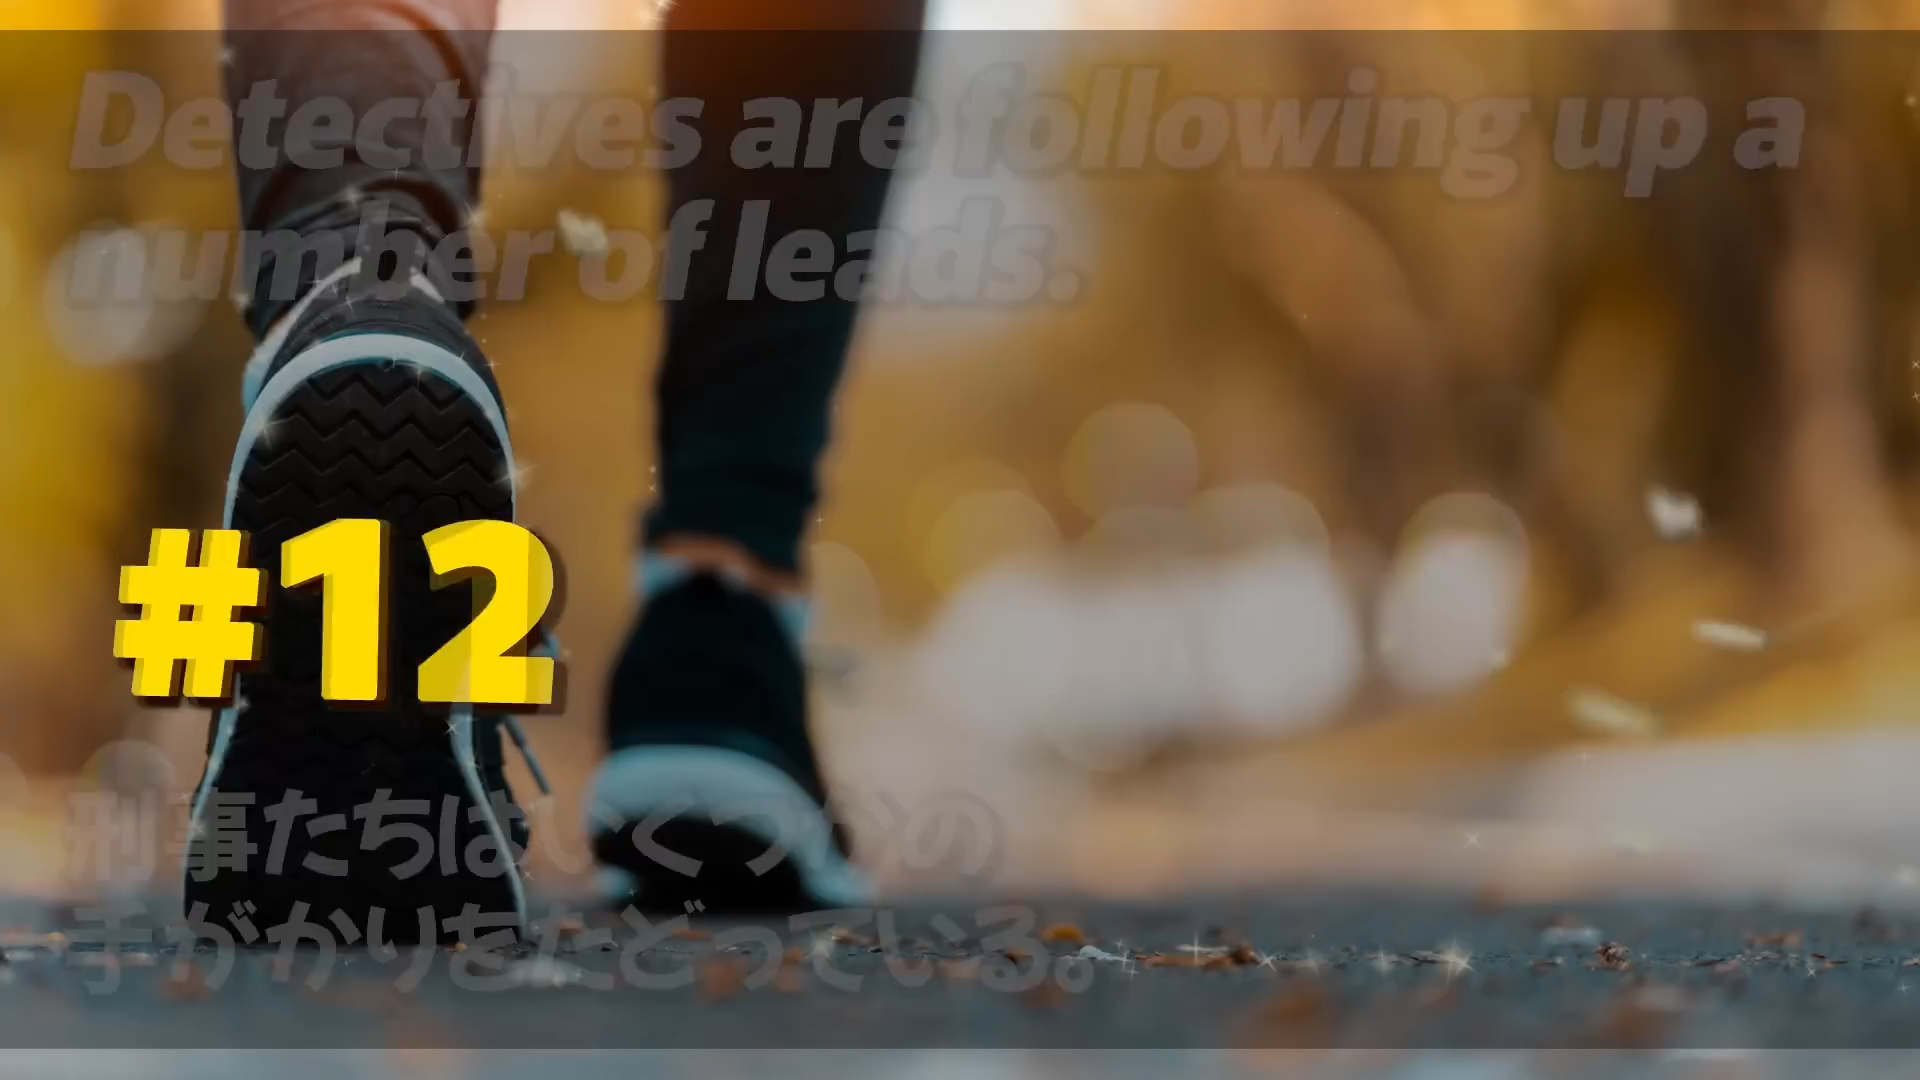 Detectives are following up a
number of leads.
#12
刑事たちはいくつかの
手がかりをたどっている。